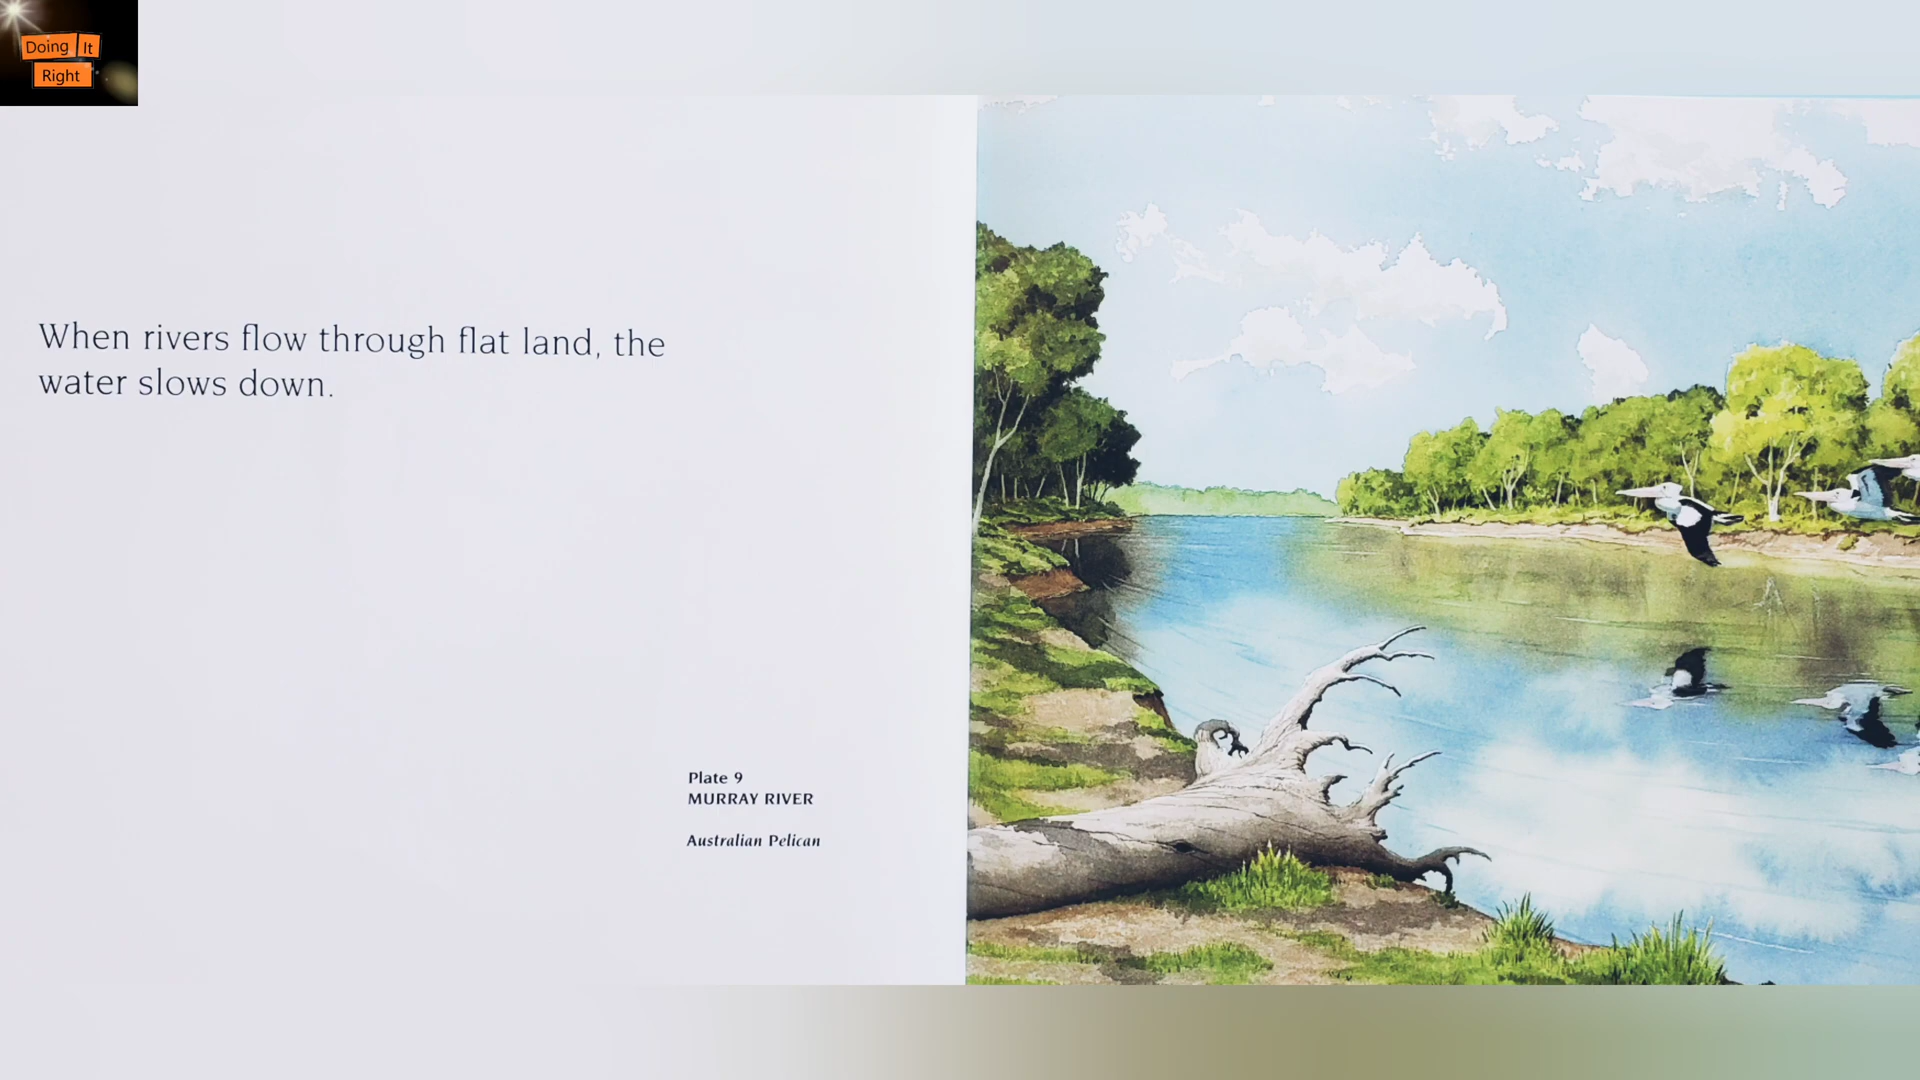 Doing It
Right
When rivers flow through flat land, the
water slows down.
Plate 9
MURRAY RIVER
Australian Pelican